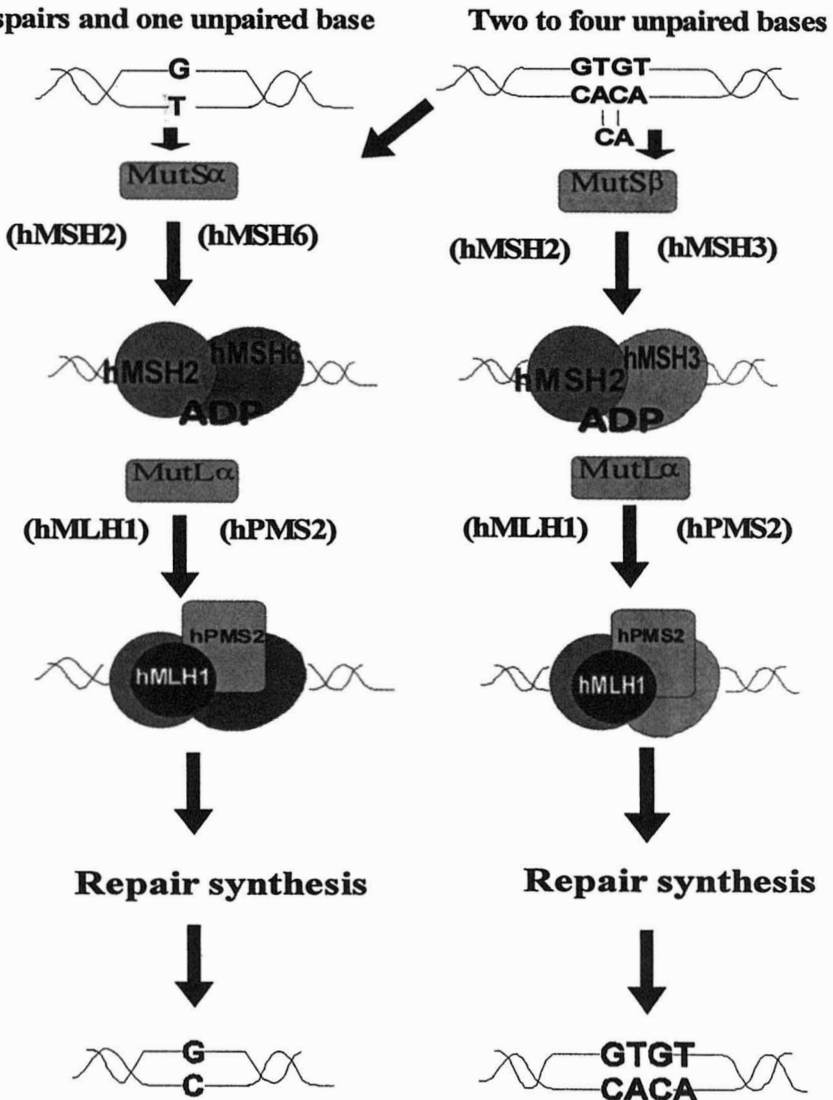 spairs and one unpaired base
G
T
MutSα
(hMSH2) (hMSH6)
hMSH2 hMSH6
ADP
MutLα
(hMLH1) (hPMS2)
hPMS2
hMLH1
Repair synthesis
G
C
Two to four unpaired bases
GTGT
CACA
CA
MutSβ
(hMSH2) (hMSH3)
hMSH2 hMSH3
ADP
MutLα
(hMLH1) (hPMS2)
hPMS2
hMLH1
Repair synthesis
GTGT
CACA